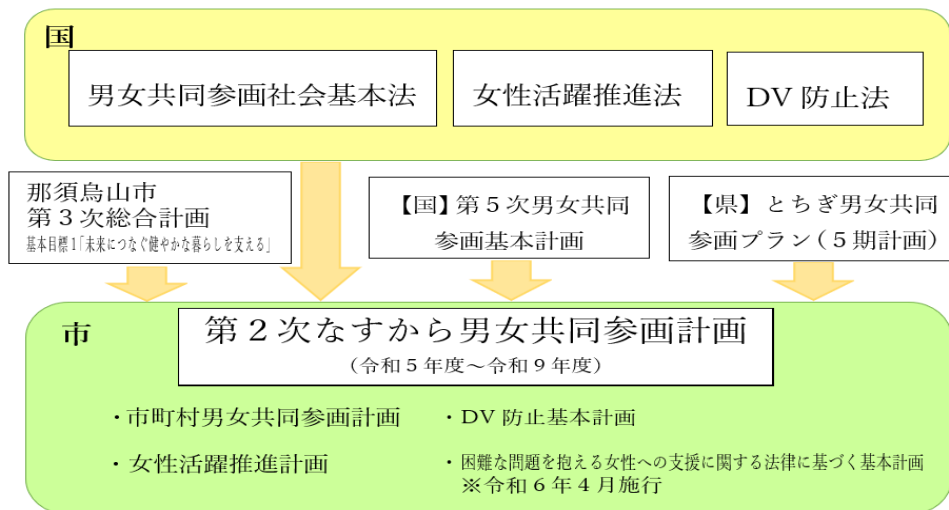 国
男女共同参画社会基本法
女性活躍推進法
DV 防止法
那須烏山市
第３次総合計画
基本目標1「未来につなぐ健やかな暮らしを支える」
【国】第５次男女共同
参画基本計画
【県】とちぎ男女共同
参画プラン（５期計画）
市
第２次なすから男女共同参画計画
（令和５年度～令和９年度）
・市町村男女共同参画計画
・DV 防止基本計画
・女性活躍推進計画
・困難な問題を抱える女性への支援に関する法律に基づく基本計画
※令和６年４月施行